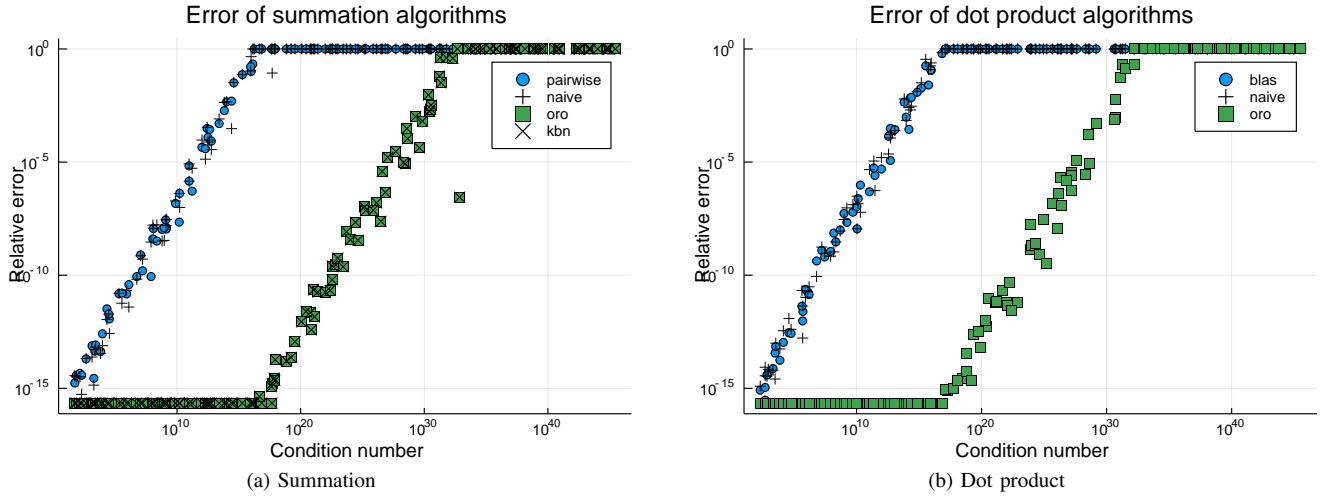 Error of summation algorithms
10^0
10^-5
10^-10
10^-15
Relative error
pairwise
naive
oro
kbn
10^10
10^20
10^30
10^40
Condition number
(a) Summation
Error of dot product algorithms
10^0
10^-5
10^-10
10^-15
Relative error
blas
naive
oro
10^10
10^20
10^30
10^40
Condition number
(b) Dot product